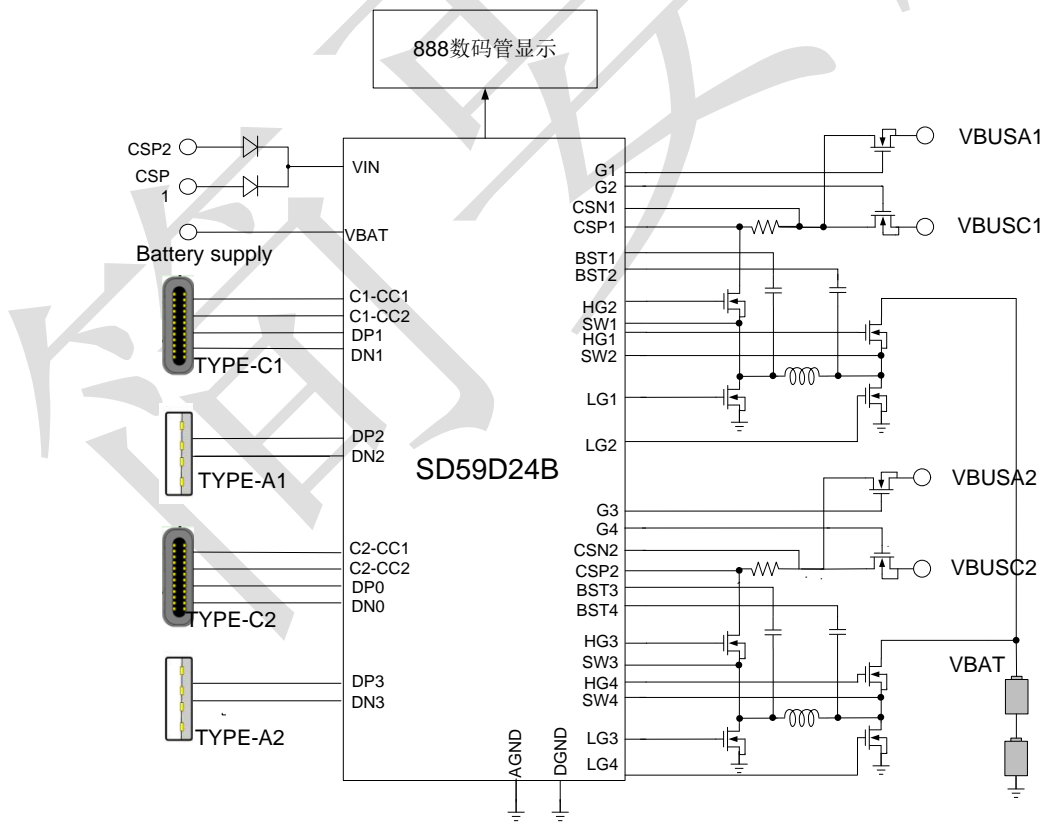 888数码管显示
CSP2
CSP
1
VIN
VBAT
Battery supply
C1-CC1
C1-CC2
DP1
DN1
TYPE-C1
DP2
DN2
TYPE-A1
C2-CC1
C2-CC2
DP0
DN0
TYPE-C2
DP3
DN3
TYPE-A2
SD59D24B
AGND
DGND
G1
G2
CSN1
CSP1
BST1
BST2
HG2
SW1
HG1
SW2
LG1
LG2
G3
G4
CSN2
CSP2
BST3
BST4
HG3
SW3
HG4
SW4
LG3
LG4
VBUSA1
VBUSC1
VBUSA2
VBUSC2
VBAT